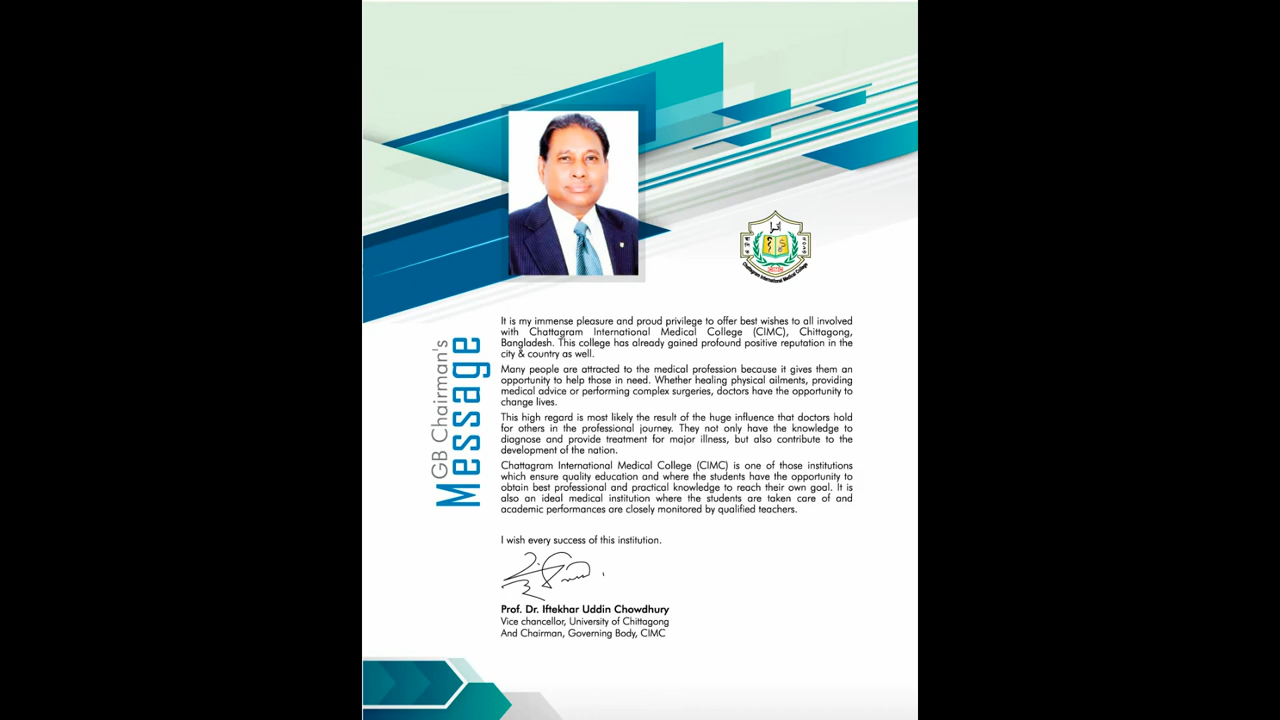 It is my immense pleasure and proud privilege to offer best wishes to all involved
with Chattagram International Medical College (CIMC), Chittagong,
Bangladesh. This college has already gained profound positive reputation in the
city & country as well.
Many people are attracted to the medical profession because it gives them an
opportunity to help those in need. Whether healing physical ailments, providing
medical advice or performing complex surgeries, doctors have the opportunity to
change lives.
This high regard is most likely the result of the huge influence that doctors hold
for others in the professional journey. They not only have the knowledge to
diagnose and provide treatment for major illness, but also contribute to the
development of the nation.
Chattagram International Medical College (CIMC) is one of those institutions
which ensure quality education and where the students have the opportunity to
obtain best professional and practical knowledge to reach their own goal. It is
also an ideal medical institution where the students are taken care of and
academic performances are closely monitored by qualified teachers.
I wish every success of this institution.
Prof. Dr. Iftekhar Uddin Chowdhury
Vice chancellor, University of Chittagong
And Chairman, Governing Body, CIMC
GB Chairman's
Message
Chattagram International Medical College